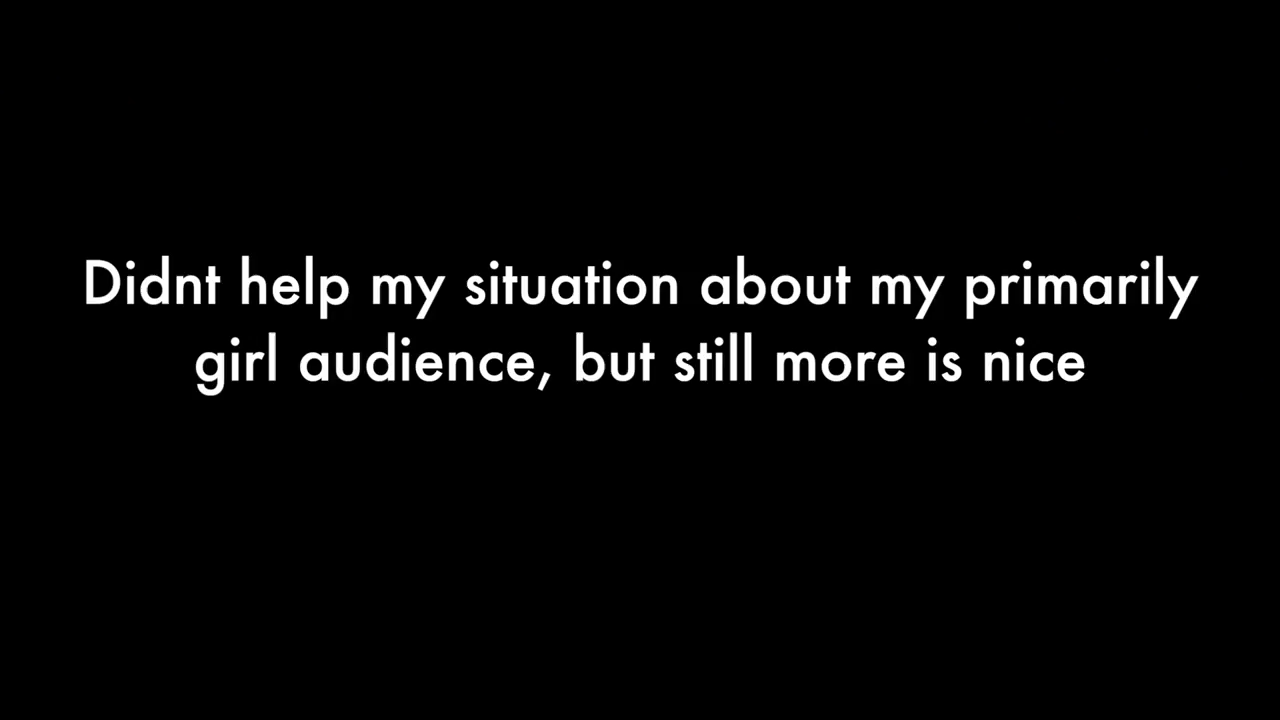 Didnt help my situation about my primarily
girl audience, but still more is nice